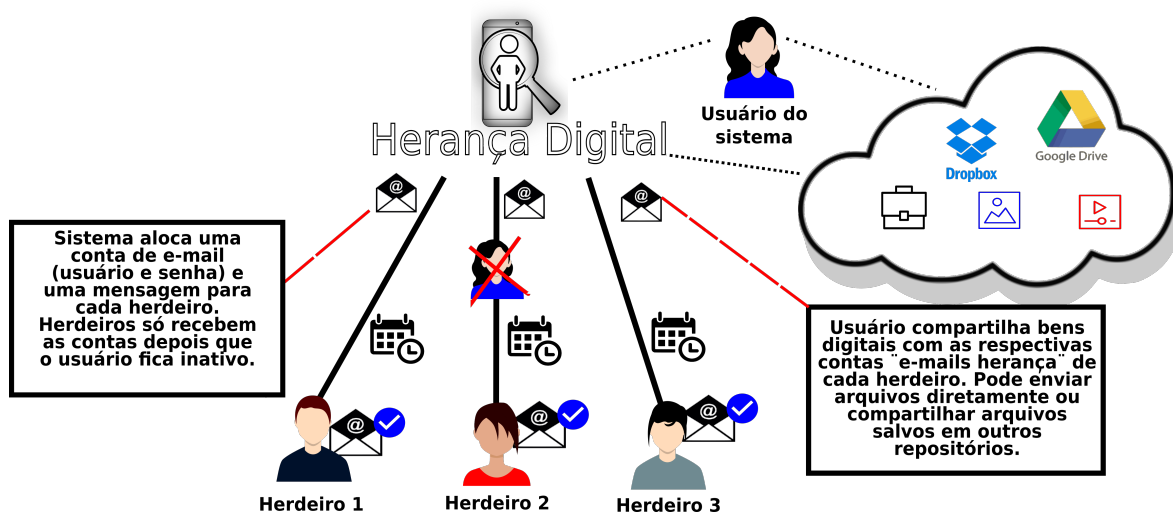 Usuário do
sistema
Herança Digital
Dropbox
Google Drive
@
@
@
Sistema aloca uma
conta de e-mail
(usuário e senha) e
uma mensagem para
cada herdeiro.
Herdeiros só recebem
as contas depois que
o usuário fica inativo.
Usuário compartilha bens
digitais com as respectivas
contas ¨e-mails herança¨ de
cada herdeiro. Pode enviar
arquivos diretamente ou
compartilhar arquivos
salvos em outros
repositórios.
@
@
@
Herdeiro 1
Herdeiro 2
Herdeiro 3